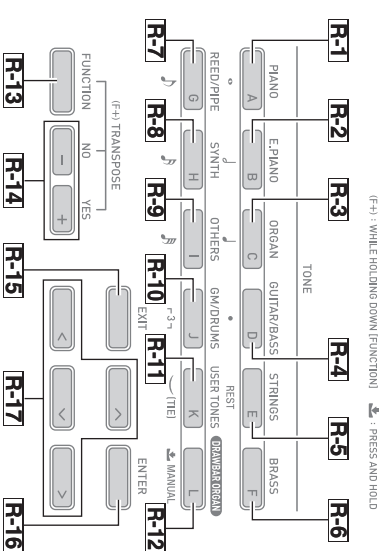 (F+) : WHILE HOLDING DOWN [FUNCTION] : PRESS AND HOLD
TONE
R-1 R-2 R-3 R-4 R-5 R-6
PIANO E.PIANO ORGAN GUITAR/BASS STRINGS BRASS
A B C D E F
REST
REED/PIPE SYNTH OTHERS GM/DRUMS USER TONES DRAWBAR ORGAN
G H I J K L
3 (TIE) MANUAL
R-7 R-8 R-9 R-10 R-11 R-12
(F+) TRANSPOSE
FUNCTION NO YES EXIT ENTER
− +
< ∨ ∧ >
R-13 R-14 R-15 R-17 R-16